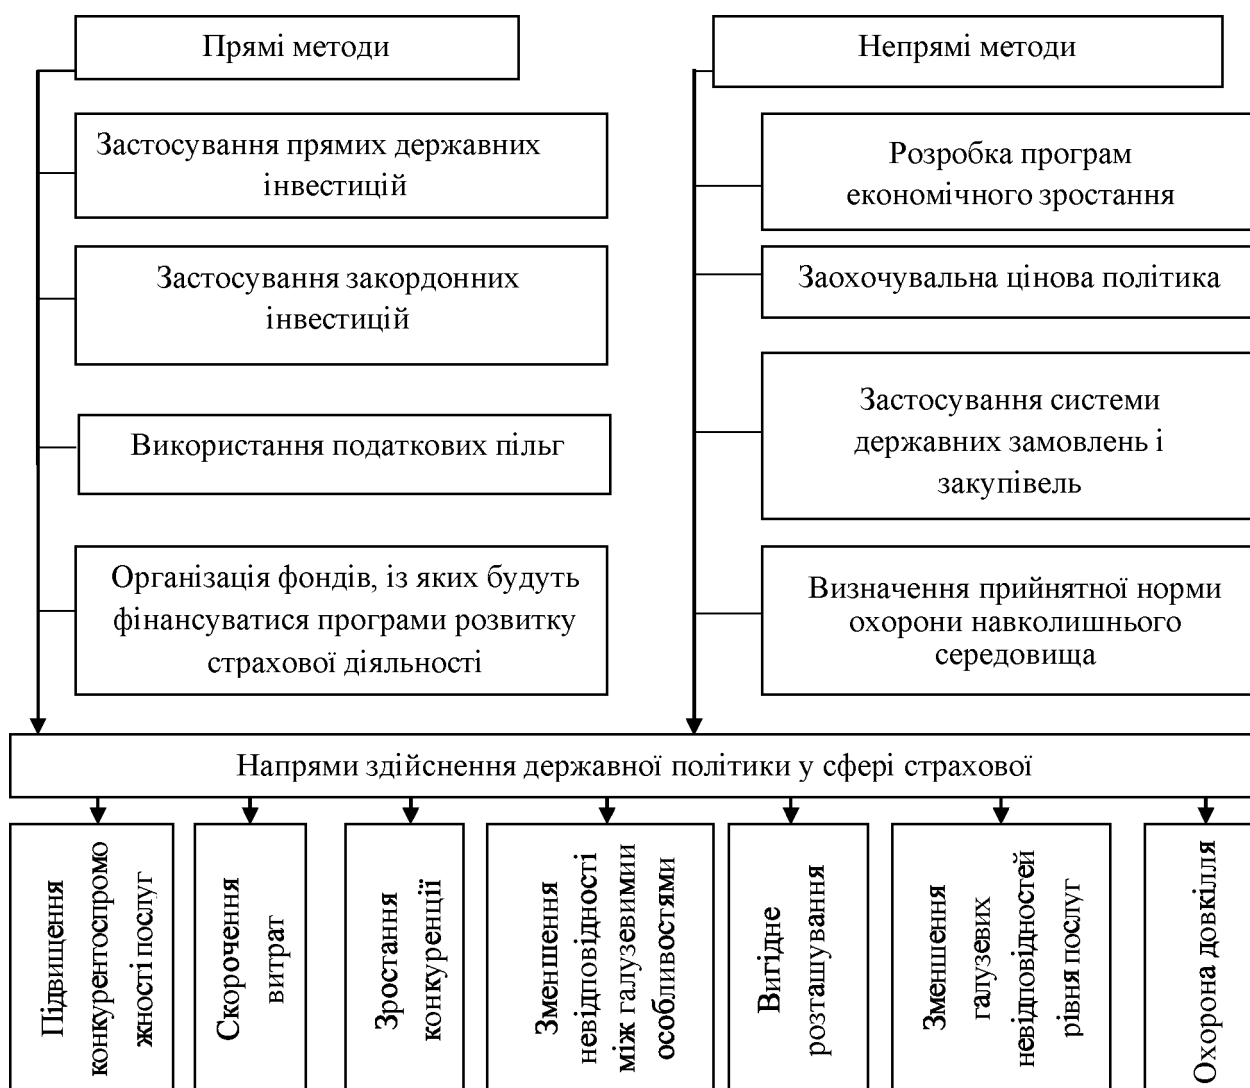 Прямі методи
Непрямі методи
Застосування прямих державних
інвестицій
Застосування закордонних
інвестицій
Використання податкових пільг
Організація фондів, із яких будуть
фінансуватися програми розвитку
страхової діяльності
Розробка програм
економічного зростання
Заохочувальна цінова політика
Застосування системи
державних замовлень і
закупівель
Визначення прийнятної норми
охорони навколишнього
середовища
Напрями здійснення державної політики у сфері страхової
Підвищення
конкурентоспромо
жності послуг
Скорочення
витрат
Зростання
конкуренції
Зменшення
невідповідності
між галузевимии
особливостями
Вигідне
розташування
Зменшення
галузевих
невідповідностей
рівня послуг
Охорона довкілля